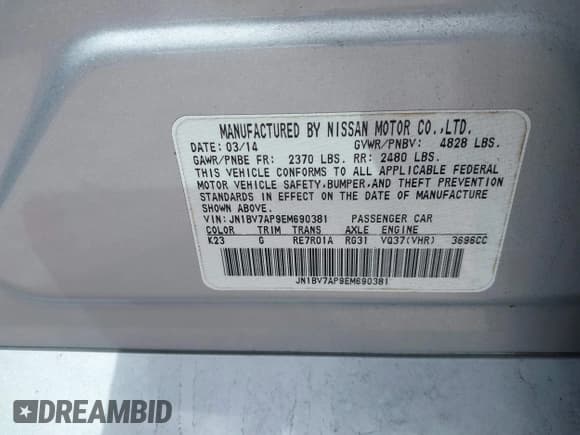 MANUFACTURED BY NISSAN MOTOR CO.,LTD.
DATE: 03/14 GVWR/PNBV: 4828 LBS.
GAWR/PNBE FR: 2370 LBS. RR: 2480 LBS.
THIS VEHICLE CONFORMS TO ALL APPLICABLE FEDERAL
MOTOR VEHICLE SAFETY,BUMPER,AND THEFT PREVENTION
STANDARDS IN EFFECT ON THE DATE OF MANUFACTURE
SHOWN ABOVE.
VIN: JN1BV7AP9EM690381 PASSENGER CAR
COLOR TRIM TRANS AXLE ENGINE
K23 G RE7R01A RG31 VQ37(VHR) 3696CC
JN1BV7AP9EM690381
DREAMBID